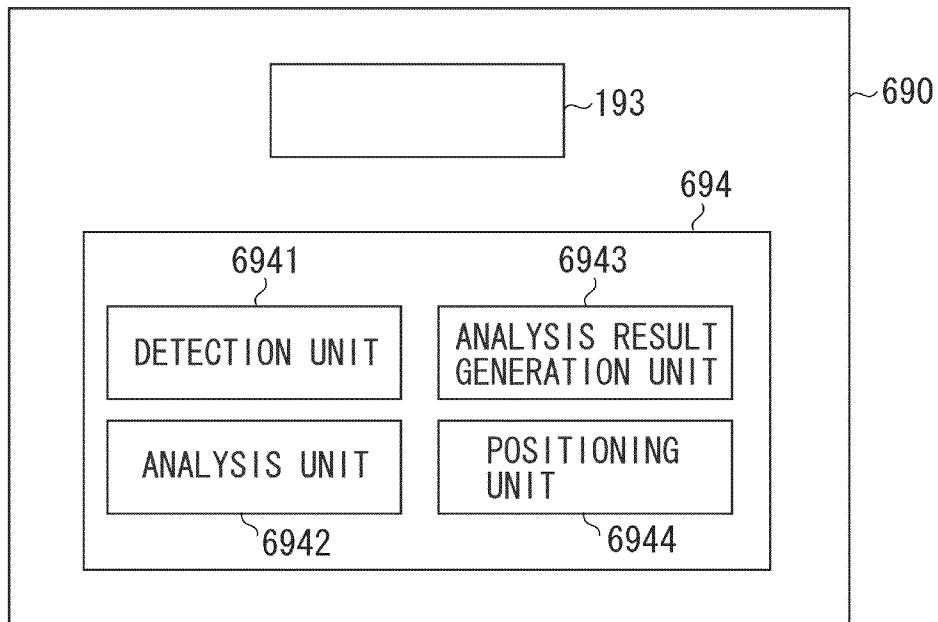 193
690
694
6941
6943
DETECTION UNIT
ANALYSIS RESULT
GENERATION UNIT
ANALYSIS UNIT
POSITIONING
UNIT
6942
6944